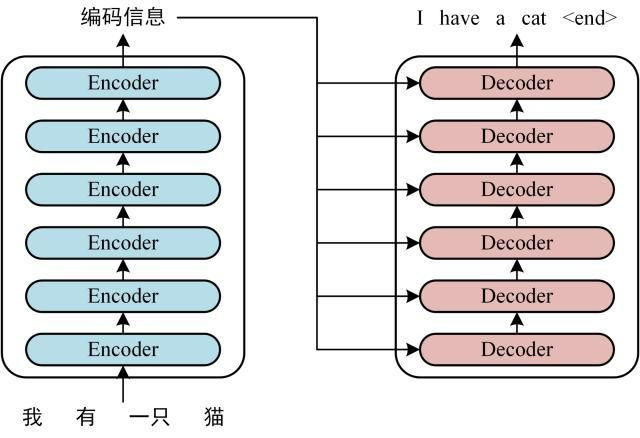 编码信息
I have a cat <end>
Encoder
Encoder
Encoder
Encoder
Encoder
Encoder
Decoder
Decoder
Decoder
Decoder
Decoder
Decoder
我 有 一只 猫